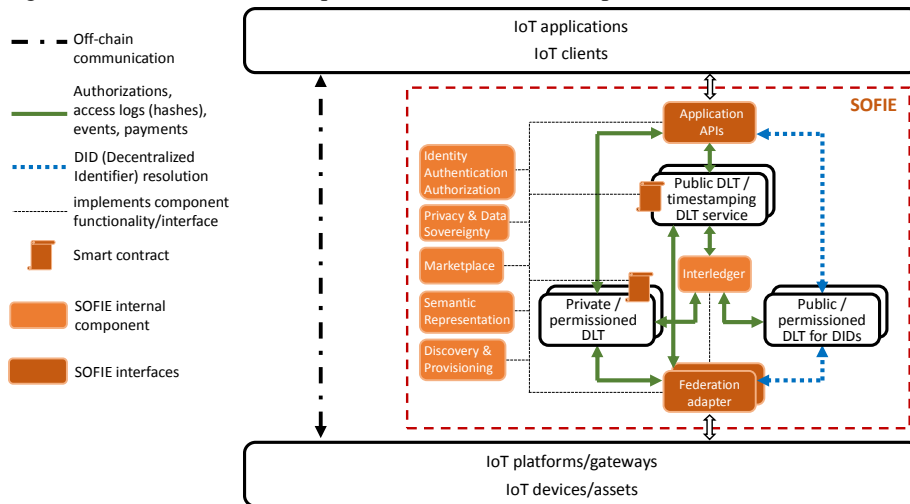 IoT applications
IoT clients
Off-chain
communication
Authorizations,
access logs (hashes),
events, payments
DID (Decentralized
Identifier) resolution
implements component
functionality/interface
Smart contract
SOFIE internal
component
SOFIE interfaces
SOFIE
Application
APIs
Identity
Authentication
Authorization
Public DLT /
timestamping
DLT service
Privacy & Data
Sovereignty
Marketplace
Interledger
Semantic
Representation
Private /
permissioned
DLT
Public /
permissioned
DLT for DIDs
Discovery &
Provisioning
Federation
adapter
IoT platforms/gateways
IoT devices/assets